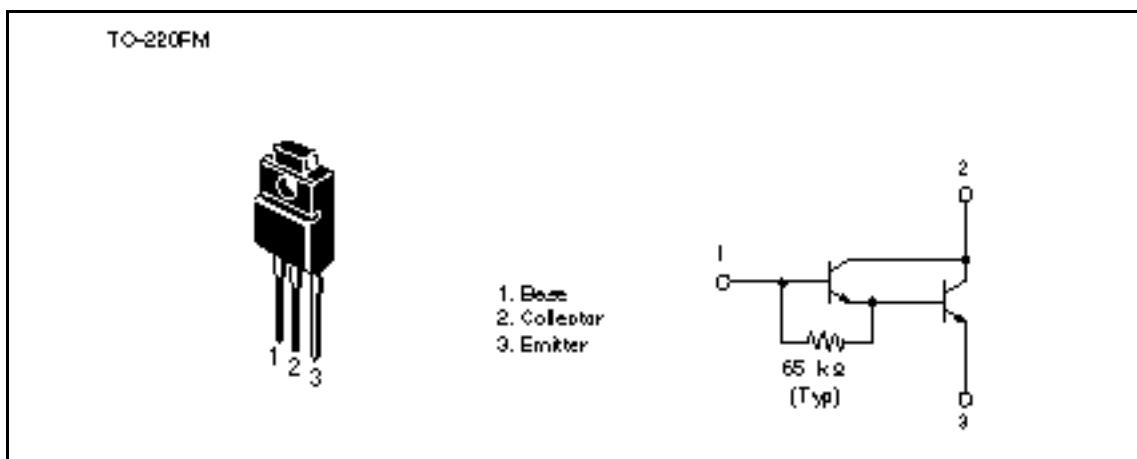 TO-220FM
1. Base
2. Collector
3. Emitter
1
2
3
2
1
65 kΩ
(Typ)
3